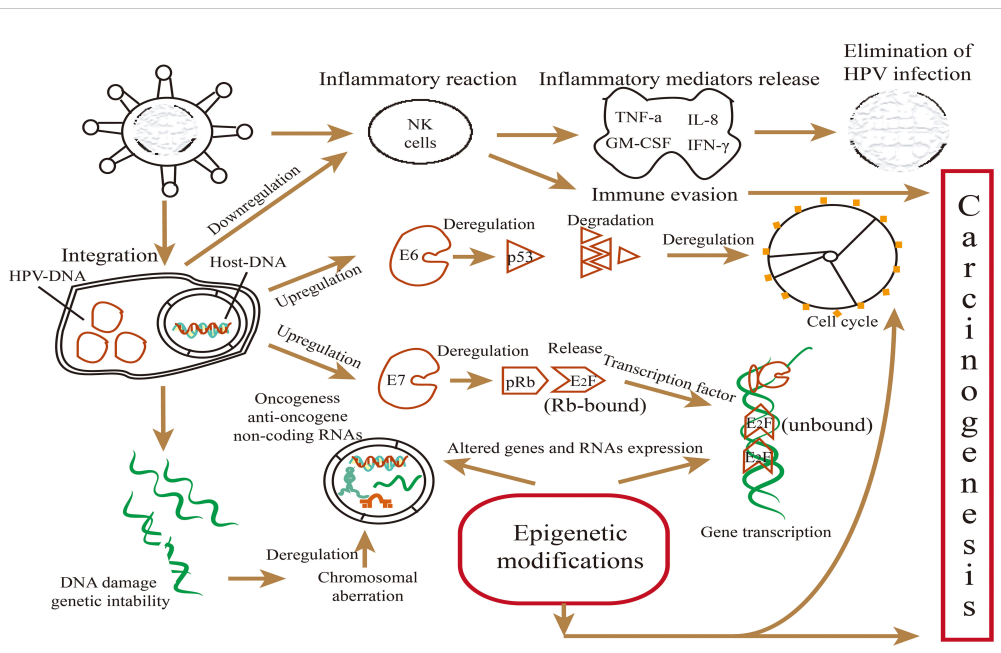 Elimination of
HPV infection
Inflammatory reaction
Inflammatory mediators release
NK
cells
TNF-a
IL-8
GM-CSF
IFN-γ
Immune evasion
Downregulation
Integration
HPV-DNA
Host-DNA
Upregulation
E6
Deregulation
p53
Degradation
Deregulation
Cell cycle
Upregulation
E7
Deregulation
pRb
Release
E2F
(Rb-bound)
Transcription factor
E2F
(unbound)
E2F
Gene transcription
Oncogeness
anti-oncogene
non-coding RNAs
Altered genes and RNAs expression
Epigenetic
modifications
DNA damage
genetic intability
Deregulation
Chromosomal
aberration
Carcinogenesis